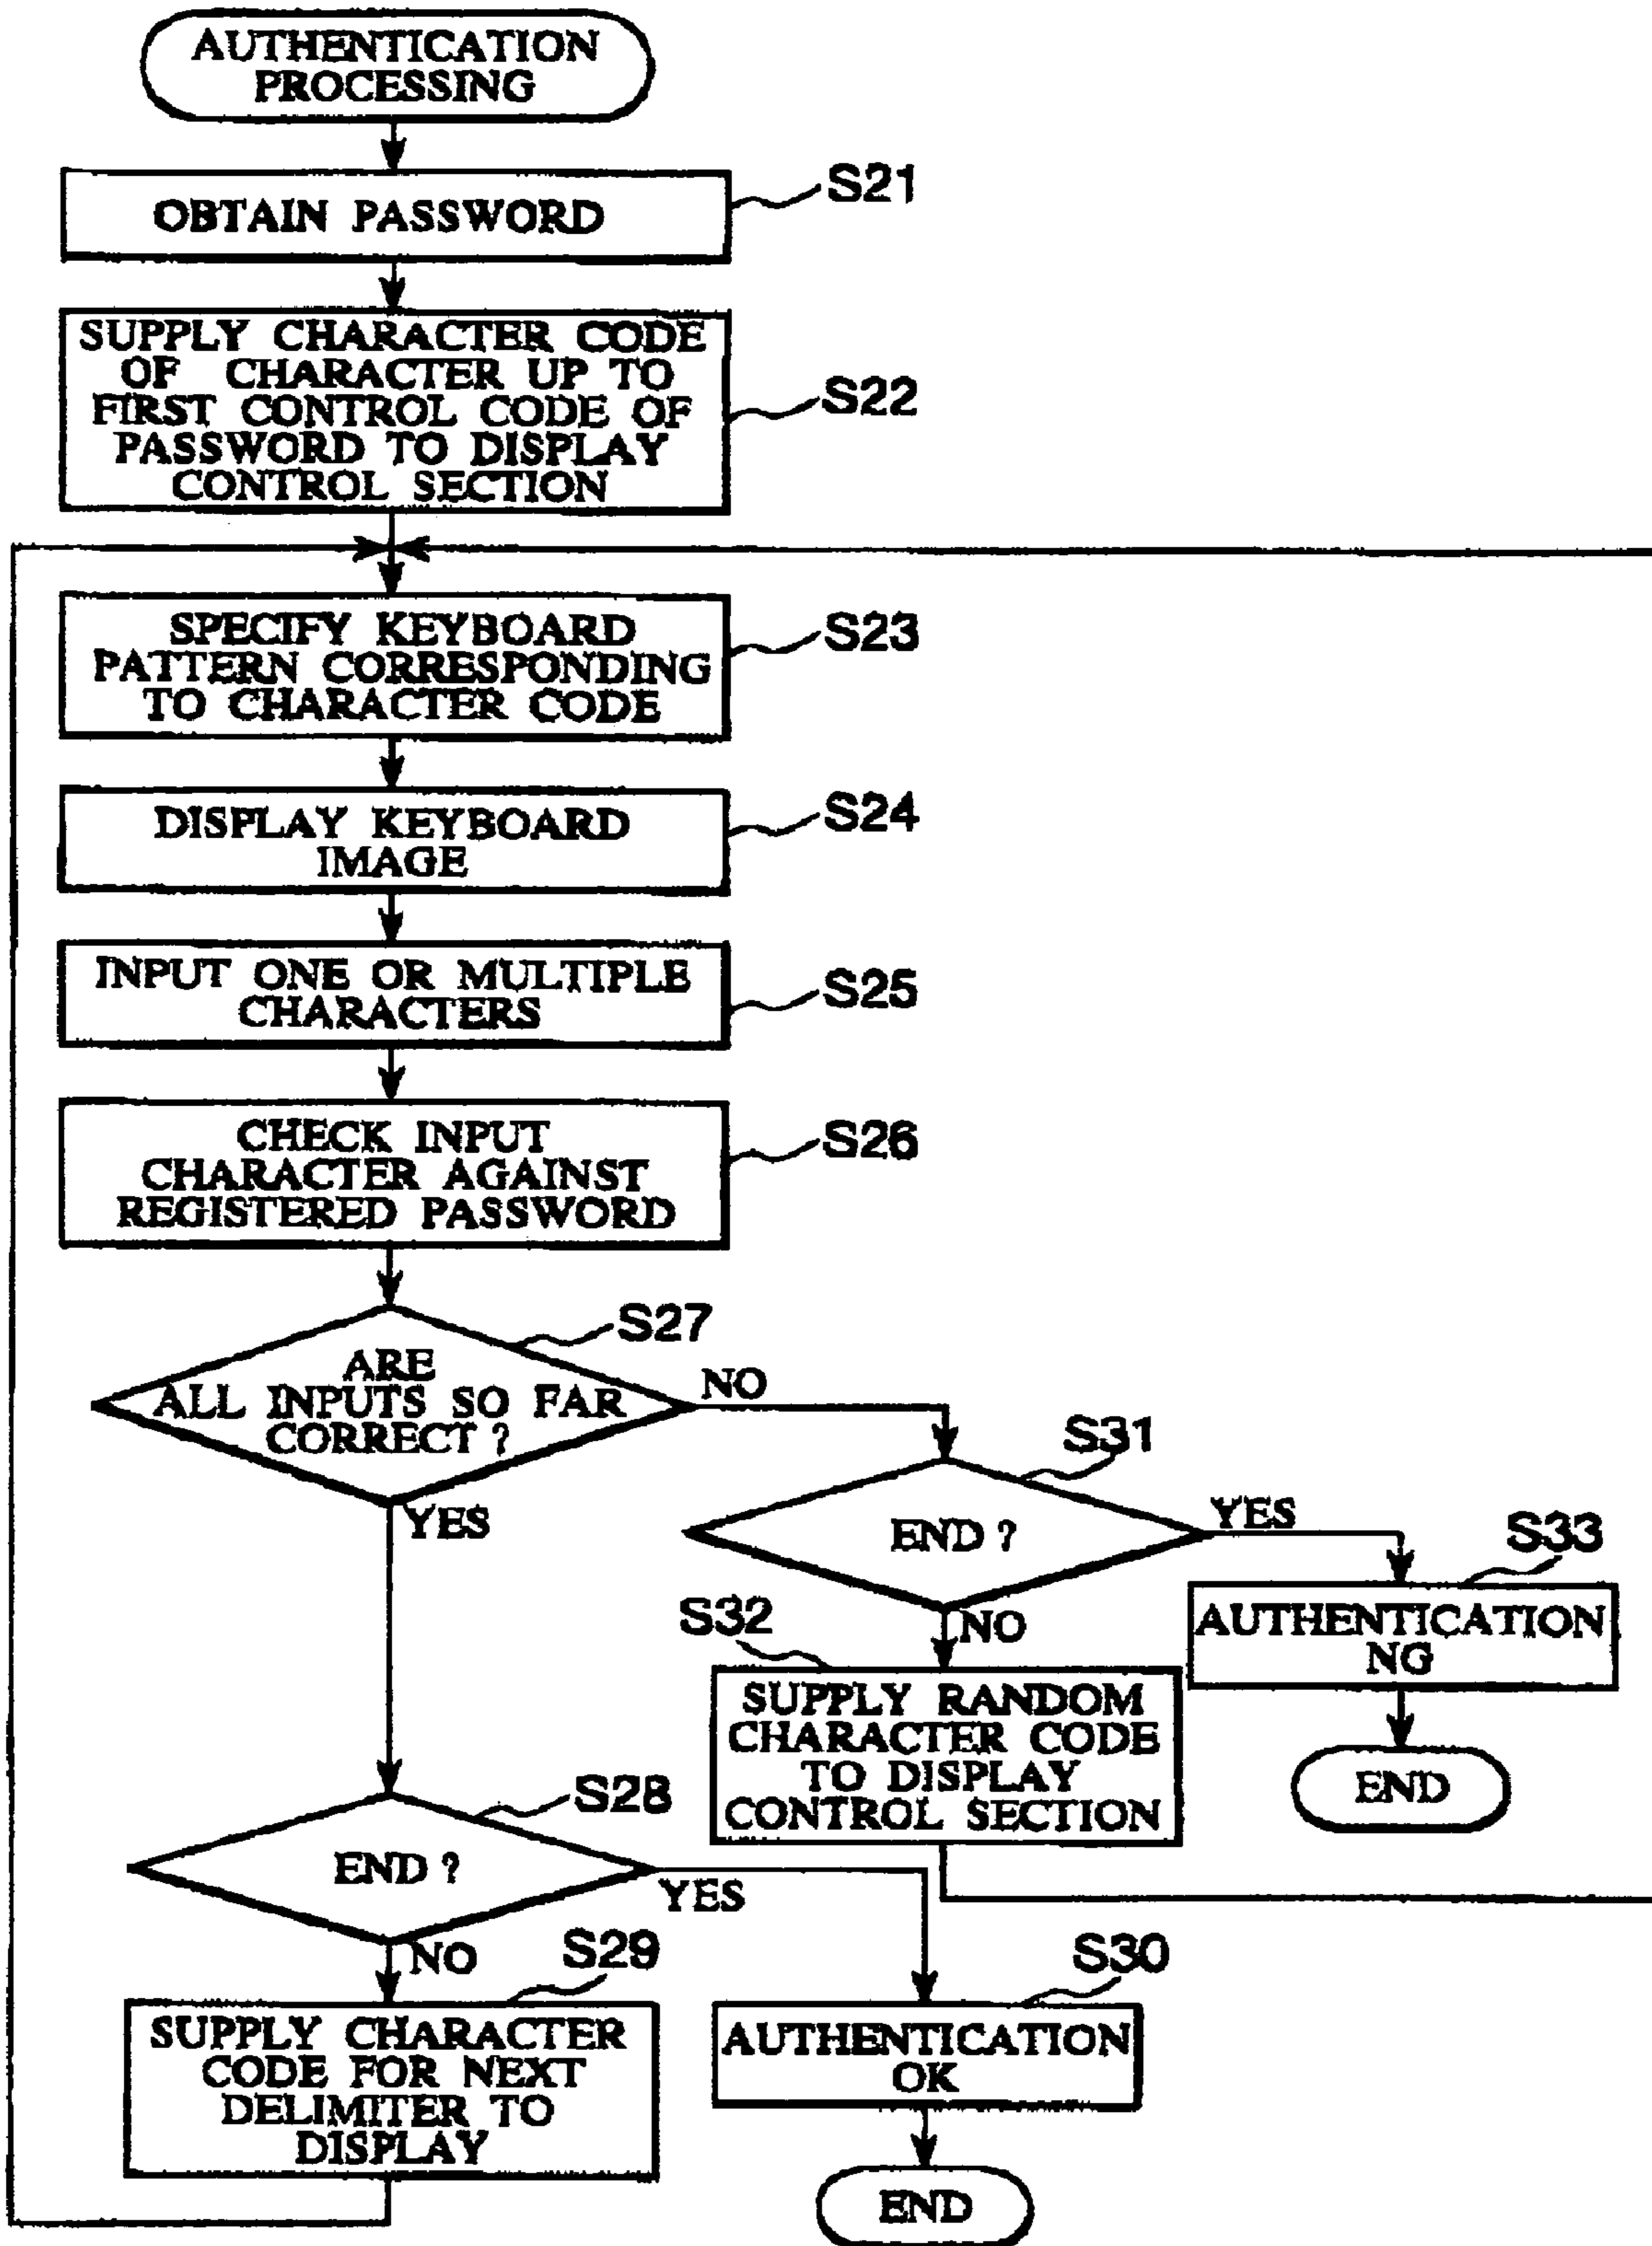 AUTHENTICATION
PROCESSING
S21
OBTAIN PASSWORD
SUPPLY CHARACTER CODE
OF CHARACTER UP TO
FIRST CONTROL CODE OF
PASSWORD TO DISPLAY
CONTROL SECTION
S22
SPECIFY KEYBOARD
PATTERN CORRESPONDING
TO CHARACTER CODE
S23
DISPLAY KEYBOARD
IMAGE
S24
INPUT ONE OR MULTIPLE
CHARACTERS
S25
CHECK INPUT
CHARACTER AGAINST
REGISTERED PASSWORD
S26
S27
ARE
ALL INPUTS SO FAR
CORRECT ?
NO
YES
S31
END ?
YES
NO
S33
AUTHENTICATION
NG
END
S32
SUPPLY RANDOM
CHARACTER CODE
TO DISPLAY
CONTROL SECTION
S28
END ?
YES
NO
S29
SUPPLY CHARACTER
CODE FOR NEXT
DELIMITER TO
DISPLAY
S30
AUTHENTICATION
OK
END